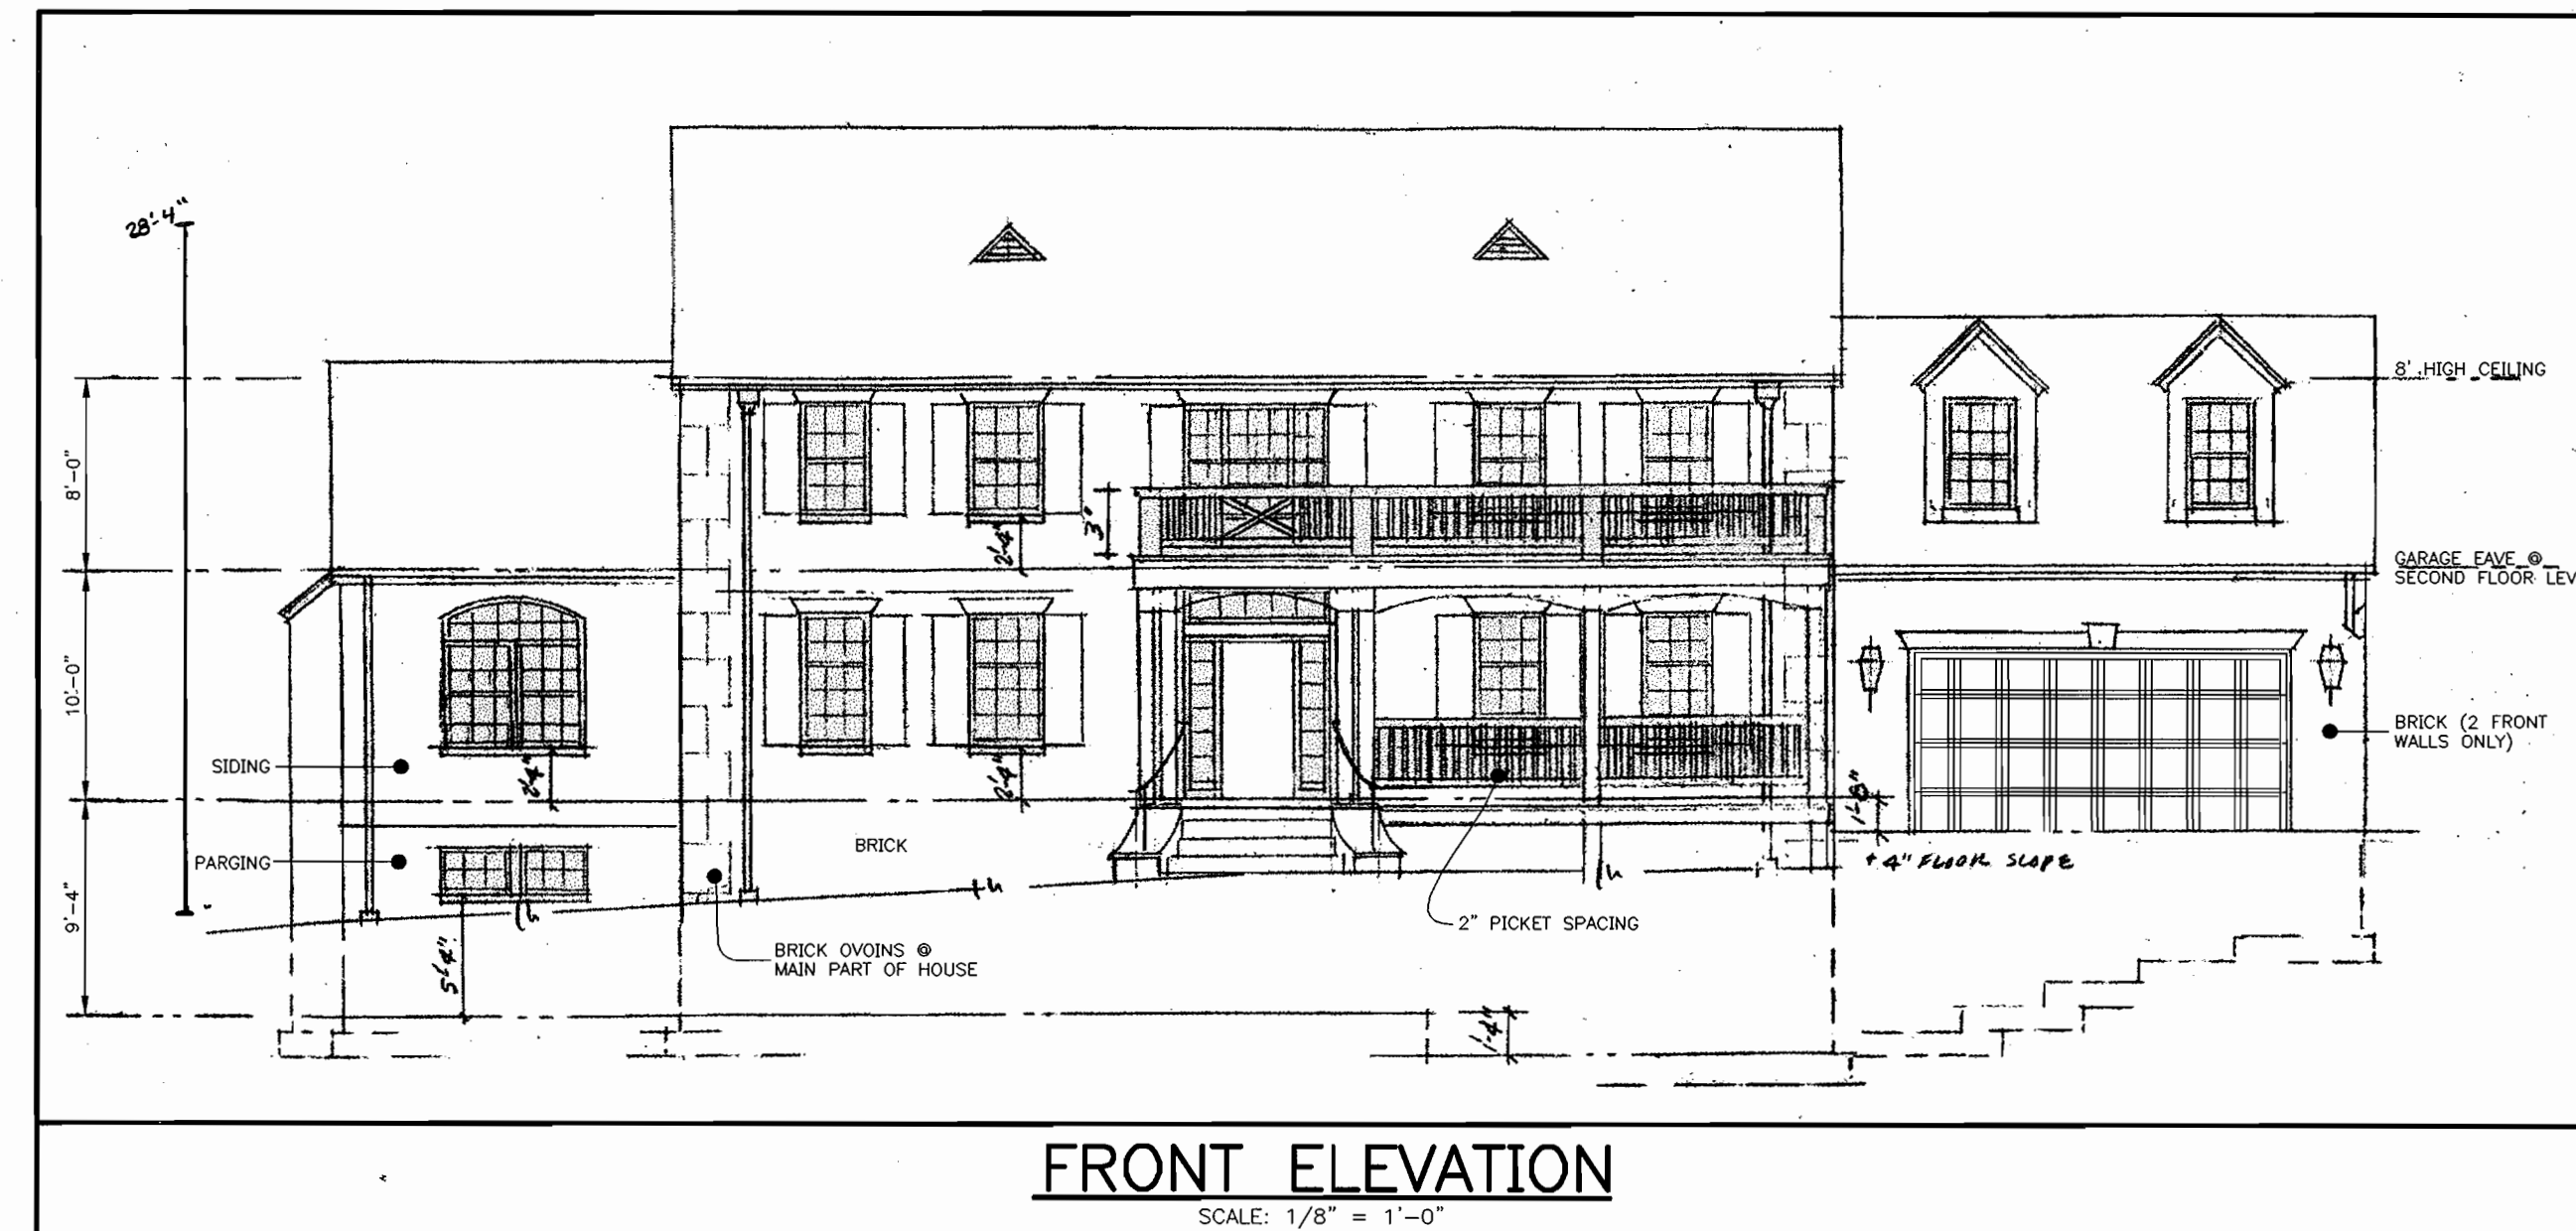 28'-4"
8'-0"
10'-0"
9'-4"
SIDING
PARGING
2'-4"
5'-4"
2'-4"
2'-4"
3'
BRICK
BRICK OVOINS @
MAIN PART OF HOUSE
2" PICKET SPACING
1'-4"
1'-8"
+ 4" FLOOR SLOPE
8' HIGH CEILING
GARAGE EAVE @
SECOND FLOOR LEV
BRICK (2 FRONT
WALLS ONLY)
FRONT ELEVATION
SCALE: 1/8" = 1'-0"